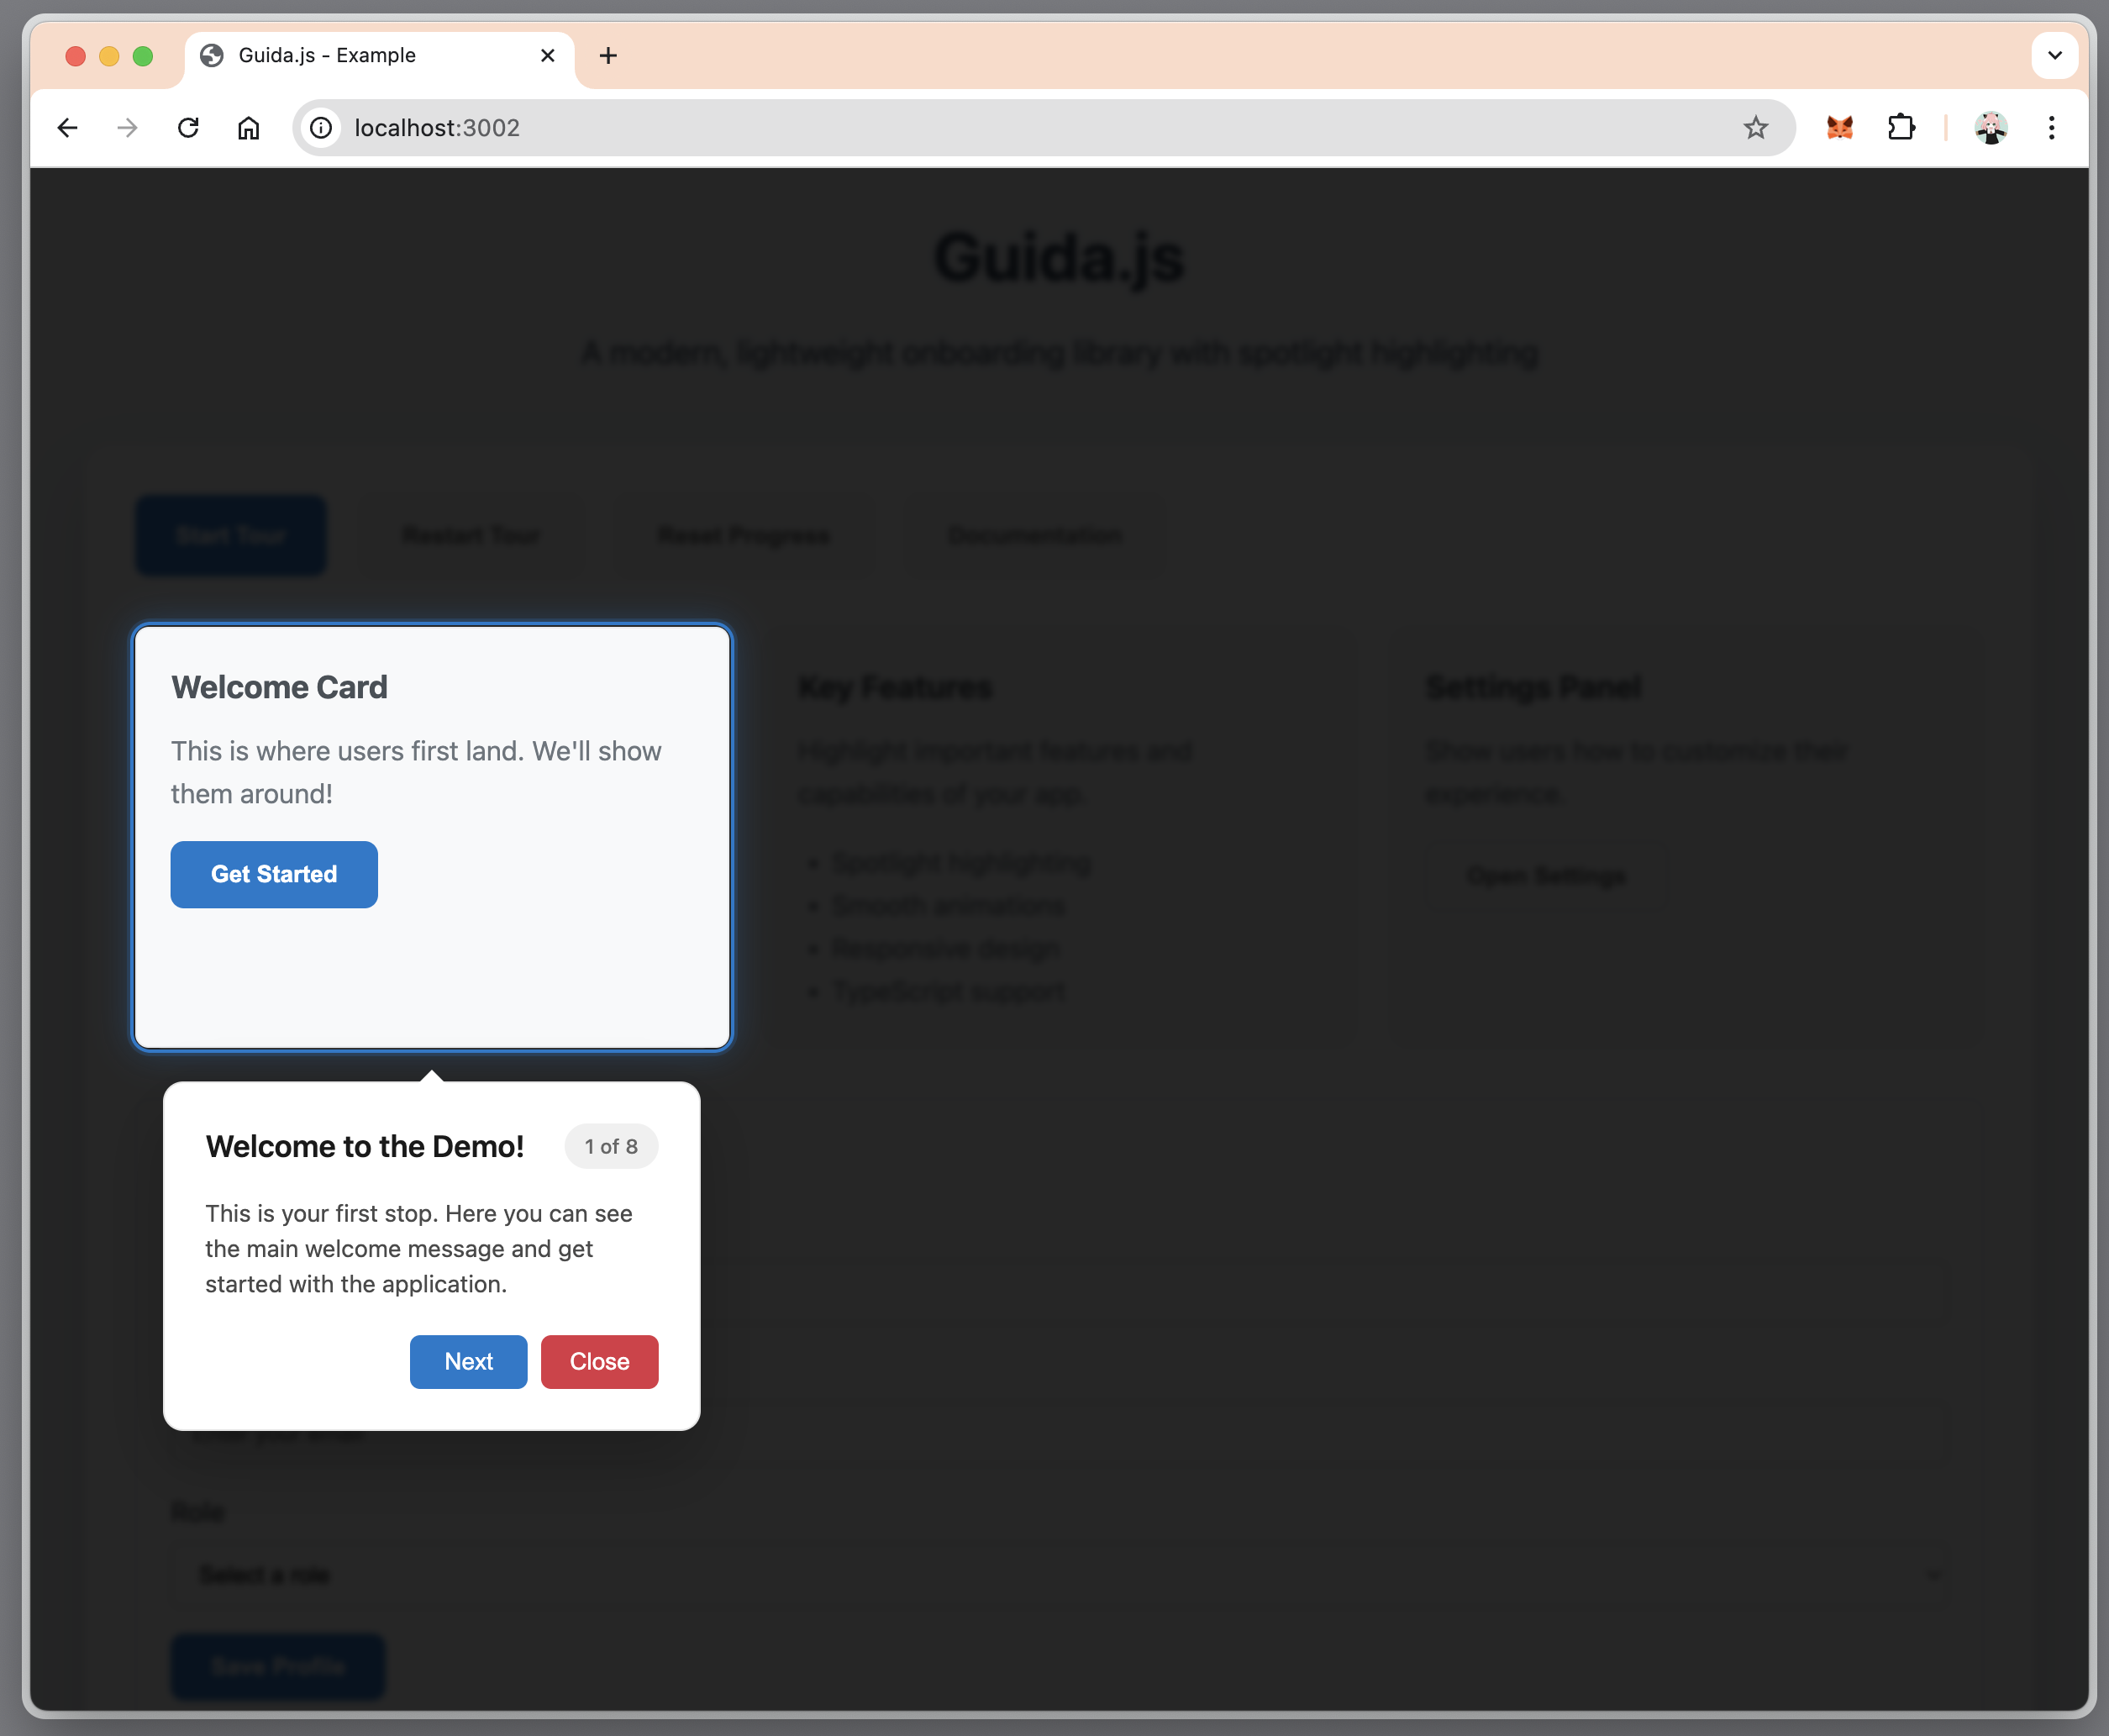 Guida.js - Example
localhost:3002
Guida.js
A modern, lightweight onboarding library with spotlight highlighting
Start Tour
Restart Tour
Reset Progress
Documentation
Welcome Card
This is where users first land. We'll show
them around!
Get Started
Key Features
Highlight important features and
capabilities of your app.
• Spotlight highlighting
• Smooth animations
• Responsive design
• TypeScript support
Settings Panel
Show users how to customize their
experience.
Open Settings
Welcome to the Demo!
1 of 8
This is your first stop. Here you can see
the main welcome message and get
started with the application.
Next
Close
Role
Select a role
Save Profile